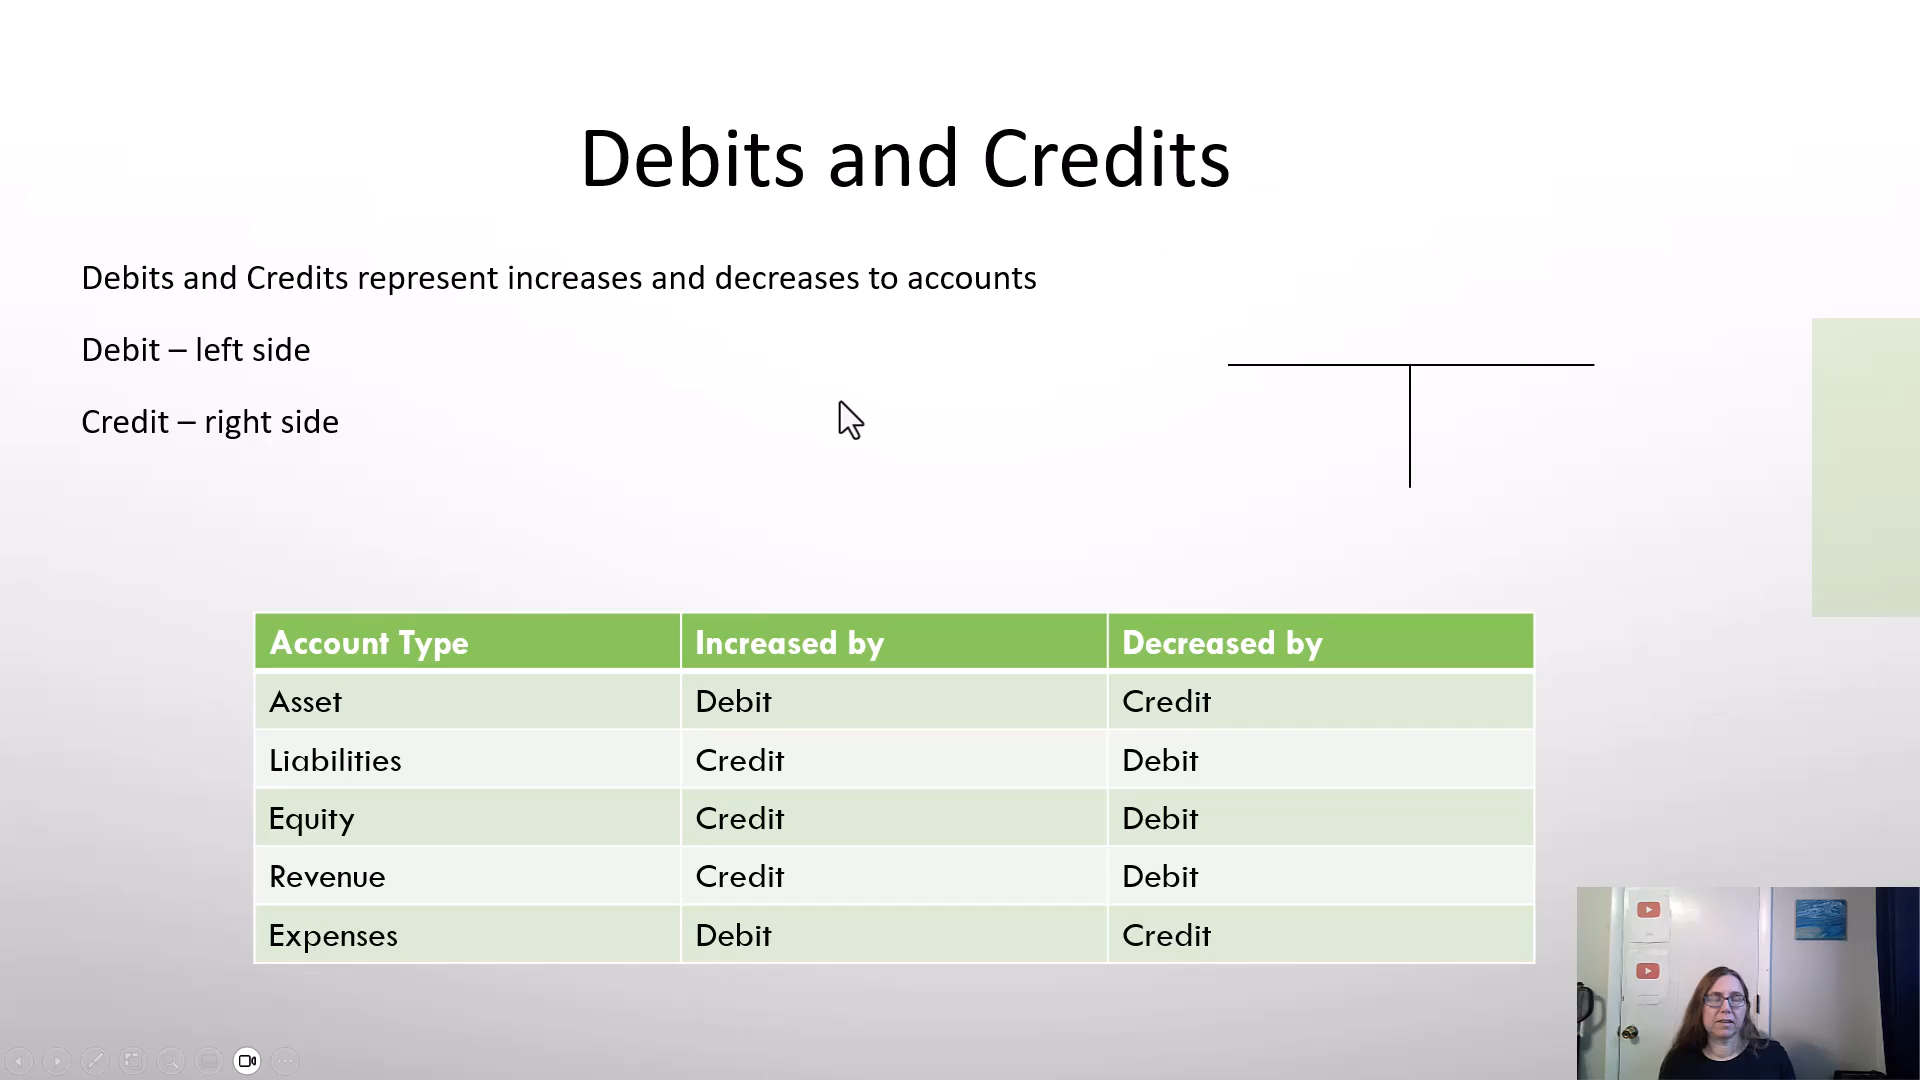 Debits and Credits
Debits and Credits represent increases and decreases to accounts
Debit – left side
Credit – right side
Account Type Increased by Decreased by
Asset Debit Credit
Liabilities Credit Debit
Equity Credit Debit
Revenue Credit Debit
Expenses Debit Credit